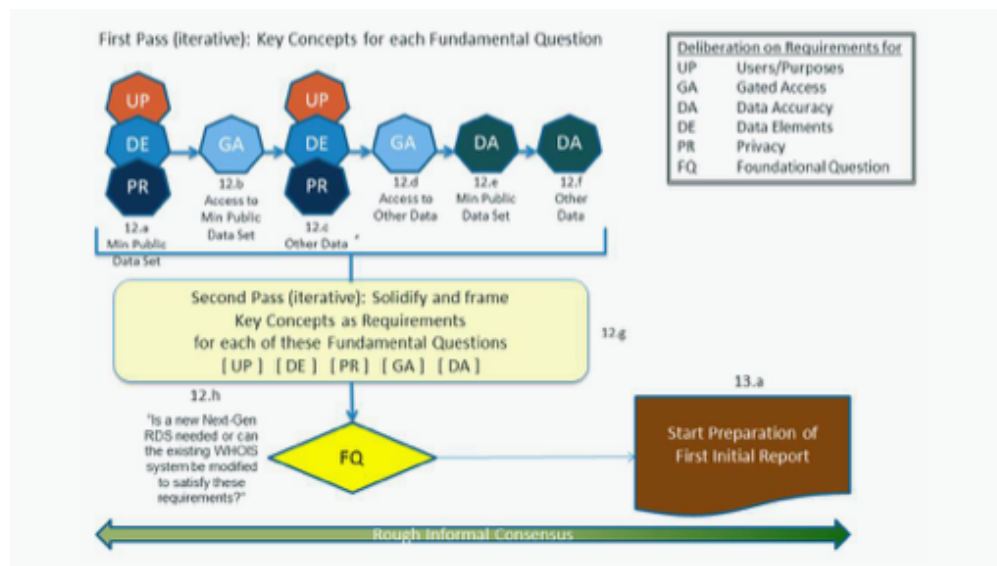 First Pass (iterative): Key Concepts for each Fundamental Question
Deliberation on Requirements for
UP Users/Purposes
GA Gated Access
DA Data Accuracy
DE Data Elements
PR Privacy
FQ Foundational Question
UP
DE
PR
12.a
Min Public
Data Set
GA
12.b
Access to
Min Public
Data Set
UP
DE
PR
12.c
Other Data
GA
12.d
Access to
Other Data
DA
12.e
Min Public
Data Set
DA
12.f
Other
Data
Second Pass (iterative): Solidify and frame
Key Concepts as Requirements
for each of these Fundamental Questions
[ UP ] [ DE ] [ PR ] [ GA ] [ DA ]
12.g
12.h
"Is a new Next-Gen
RDS needed or can
the existing WHOIS
system be modified
to satisfy these
requirements?"
FQ
13.a
Start Preparation of
First Initial Report
Rough Informal Consensus